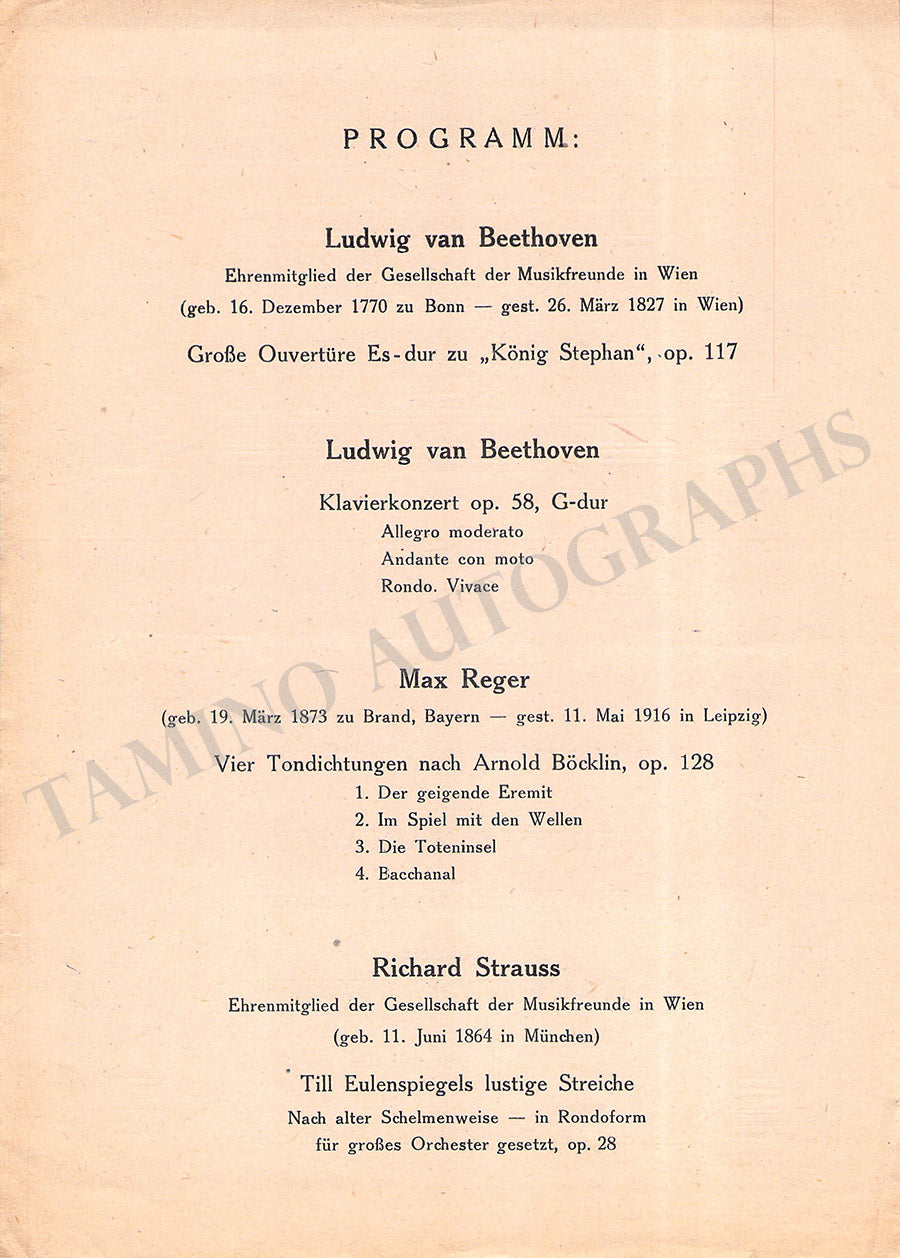 PROGRAMM:
Ludwig van Beethoven
Ehrenmitglied der Gesellschaft der Musikfreunde in Wien
(geb. 16. Dezember 1770 zu Bonn — gest. 26. März 1827 in Wien)
Große Ouvertüre Es-dur zu „König Stephan“, op. 117
Ludwig van Beethoven
Klavierkonzert op. 58, G-dur
Allegro moderato
Andante con moto
Rondo. Vivace
Max Reger
(geb. 19. März 1873 zu Brand, Bayern — gest. 11. Mai 1916 in Leipzig)
Vier Tondichtungen nach Arnold Böcklin, op. 128
1. Der geigende Eremit
2. Im Spiel mit den Wellen
3. Die Toteninsel
4. Bacchanal
Richard Strauss
Ehrenmitglied der Gesellschaft der Musikfreunde in Wien
(geb. 11. Juni 1864 in München)
Till Eulenspiegels lustige Streiche
Nach alter Schelmenweise — in Rondoform
für großes Orchester gesetzt, op. 28
TAMINO AUTOGRAPHS